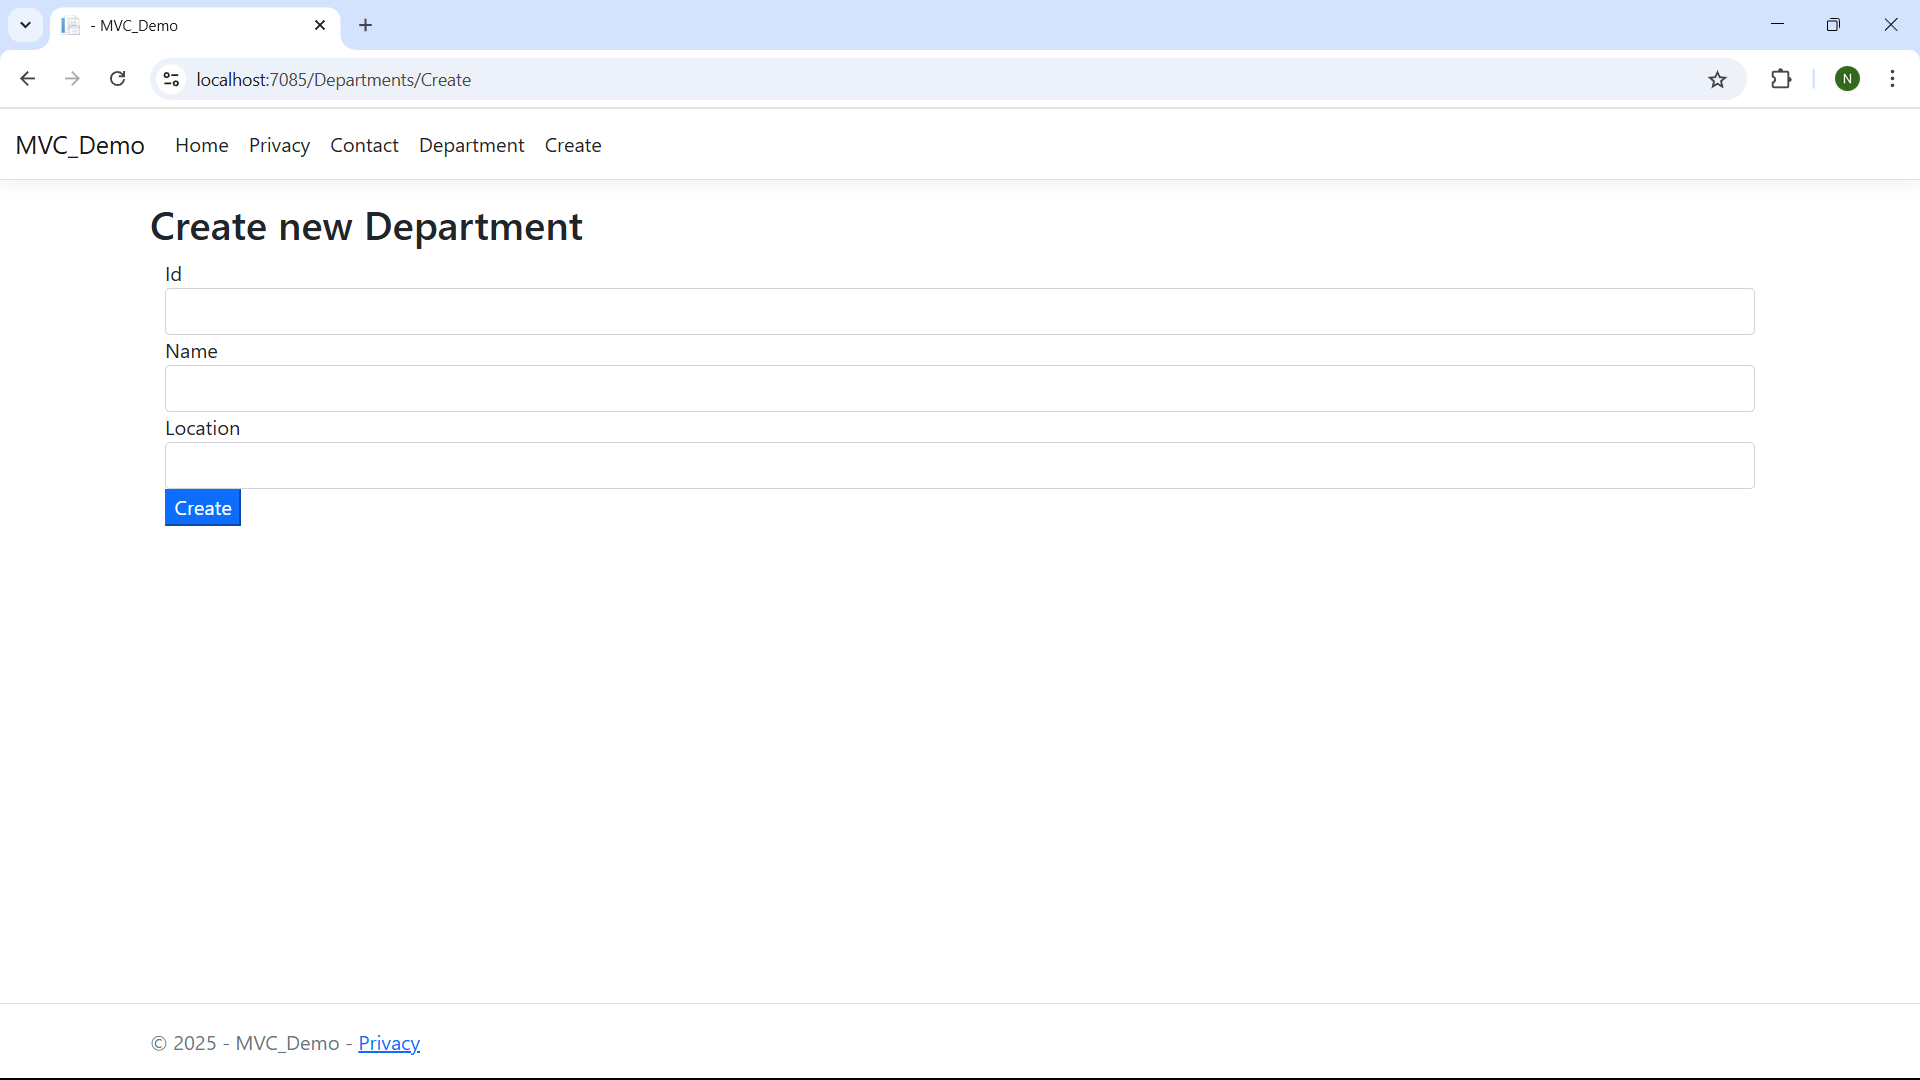 - MVC_Demo
localhost:7085/Departments/Create
N
MVC_Demo Home Privacy Contact Department Create
Create new Department
Id
Name
Location
Create
© 2025 - MVC_Demo - Privacy